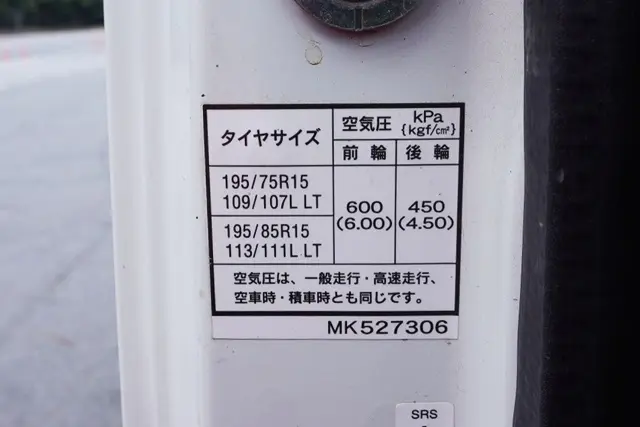 タイヤサイズ
空気圧 kPa
{kgf/cm²}
前輪 後輪
195/75R15
109/107L LT
195/85R15
113/111L LT
600
(6.00)
450
(4.50)
空気圧は、一般走行・高速走行、
空車時・積車時とも同じです。
MK527306
SRS